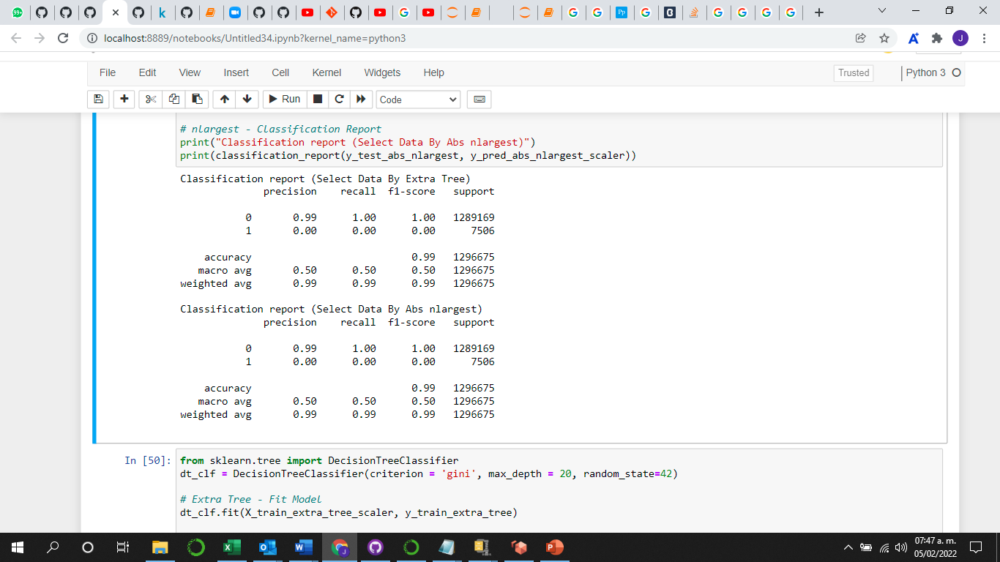 99+
localhost:8889/notebooks/Untitled34.ipynb?kernel_name=python3
J
File Edit View Insert Cell Kernel Widgets Help
Trusted
Python 3
Run
Code
# nlargest - Classification Report
print("Classification report (Select Data By Abs nlargest)")
print(classification_report(y_test_abs_nlargest, y_pred_abs_nlargest_scaler))
Classification report (Select Data By Extra Tree)
precision recall f1-score support
0 0.99 1.00 1.00 1289169
1 0.00 0.00 0.00 7506
accuracy 0.99 1296675
macro avg 0.50 0.50 0.50 1296675
weighted avg 0.99 0.99 0.99 1296675
Classification report (Select Data By Abs nlargest)
precision recall f1-score support
0 0.99 1.00 1.00 1289169
1 0.00 0.00 0.00 7506
accuracy 0.99 1296675
macro avg 0.50 0.50 0.50 1296675
weighted avg 0.99 0.99 0.99 1296675
In [50]: from sklearn.tree import DecisionTreeClassifier
dt_clf = DecisionTreeClassifier(criterion = 'gini', max_depth = 20, random_state=42)
# Extra Tree - Fit Model
dt_clf.fit(X_train_extra_tree_scaler, y_train_extra_tree)
07:47 a. m.
05/02/2022